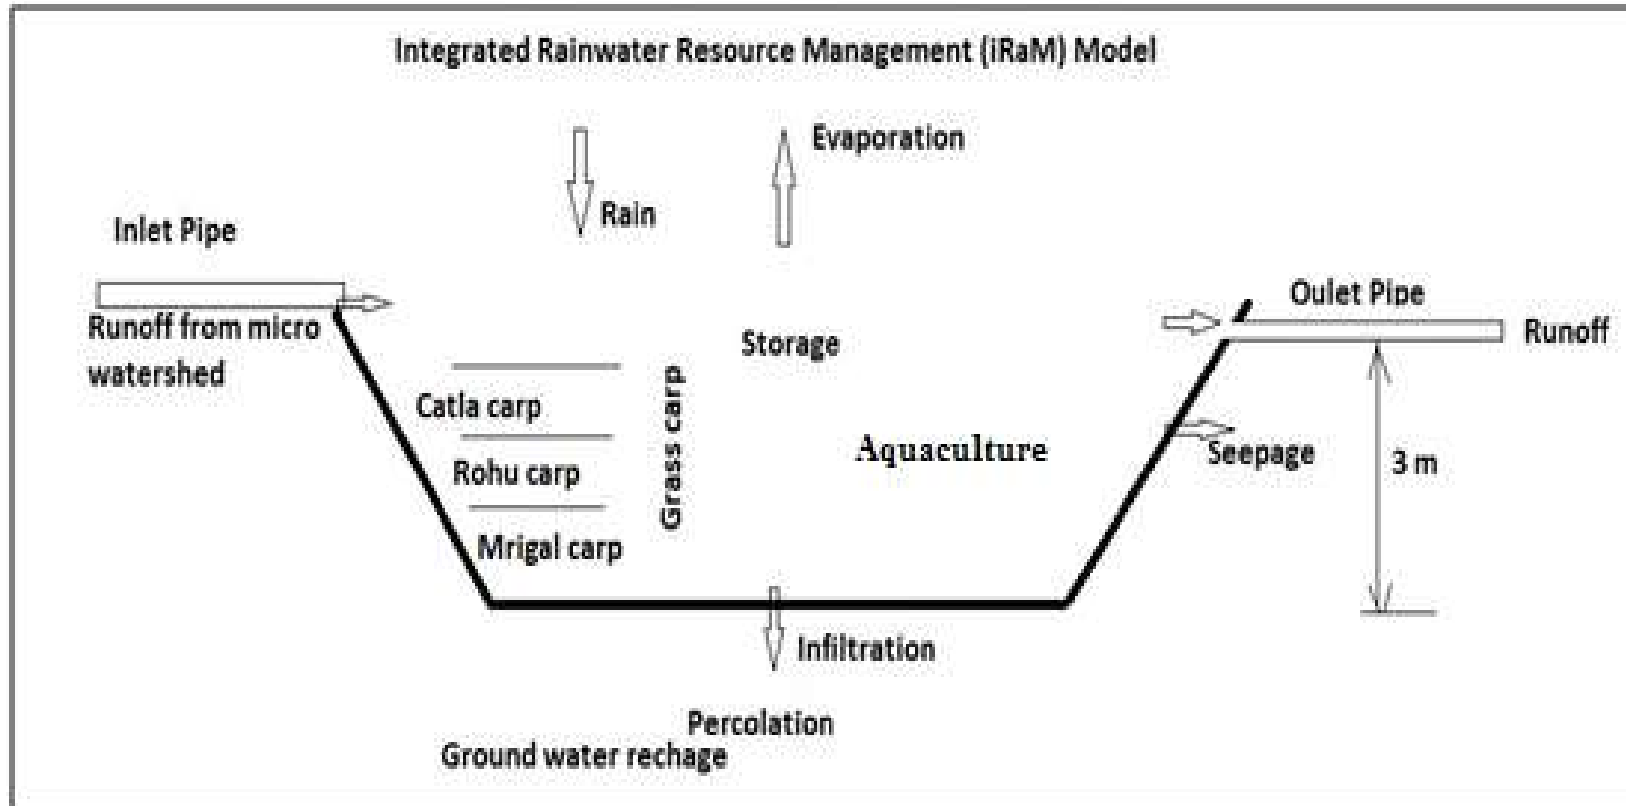 Integrated Rainwater Resource Management (iRaM) Model
Evaporation
Rain
Inlet Pipe
Runoff from micro
watershed
Storage
Oulet Pipe
Runoff
Catla carp
Rohu carp
Mrigal carp
Grass carp
Aquaculture
Seepage
3 m
Infiltration
Percolation
Ground water rechage